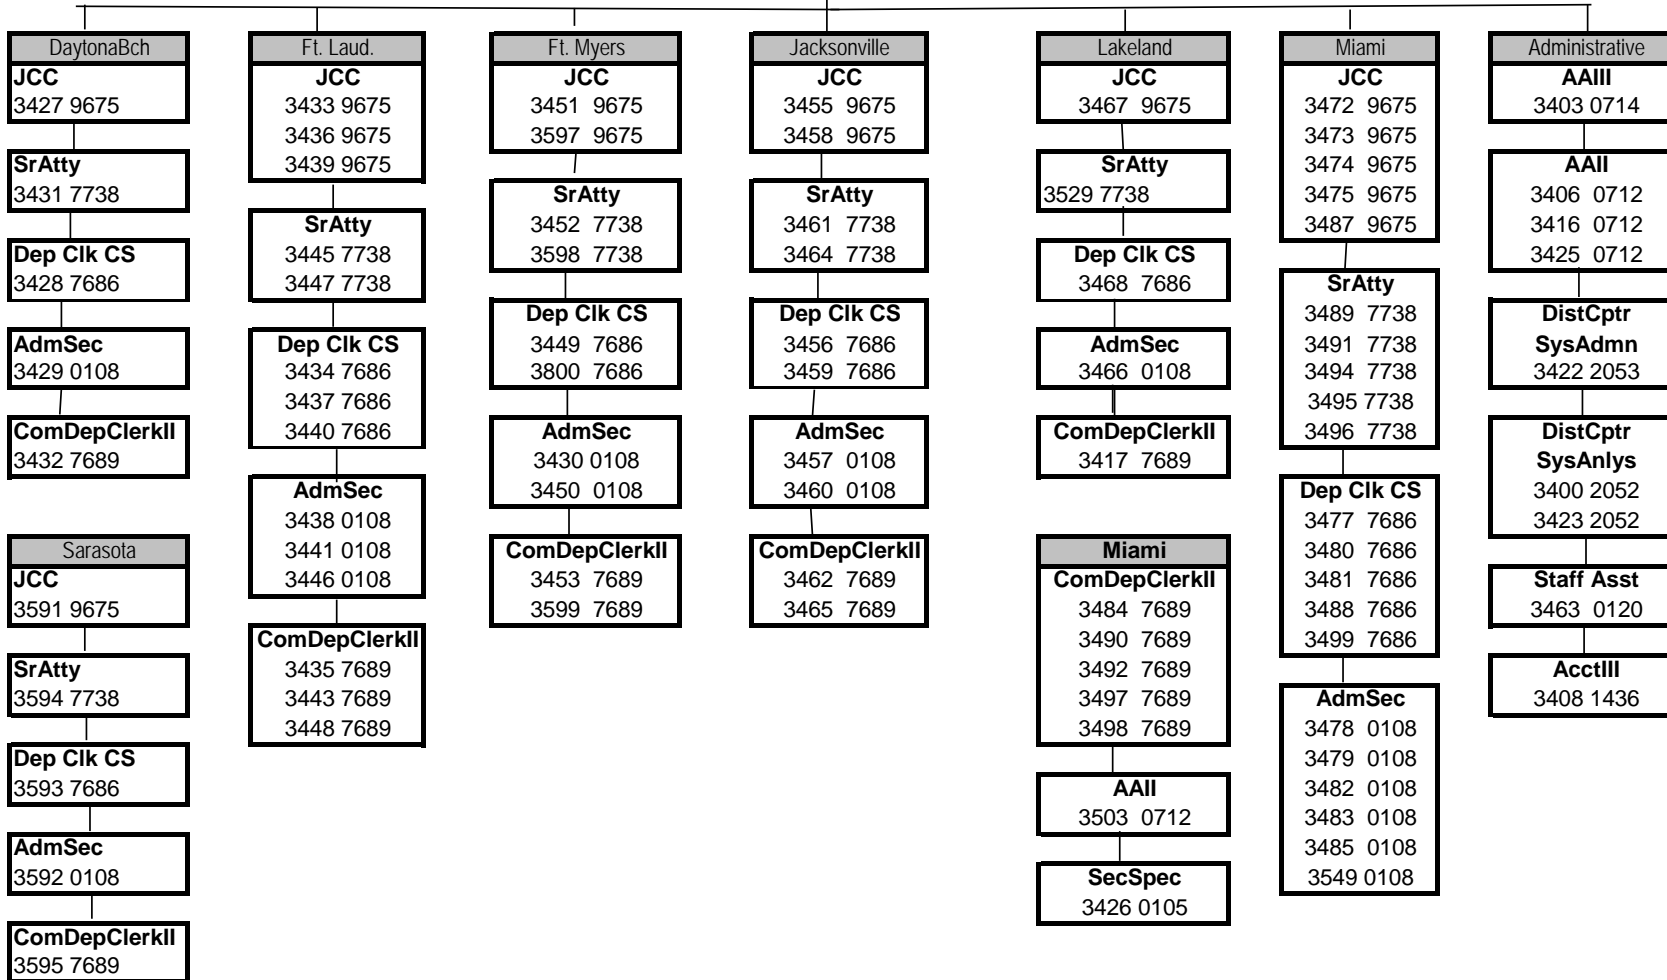 DaytonaBch
JCC
3427 9675
SrAtty
3431 7738
Dep Clk CS
3428 7686
AdmSec
3429 0108
ComDepClerkII
3432 7689
Sarasota
JCC
3591 9675
SrAtty
3594 7738
Dep Clk CS
3593 7686
AdmSec
3592 0108
ComDepClerkII
3595 7689
Ft. Laud.
JCC
3433 9675
3436 9675
3439 9675
SrAtty
3445 7738
3447 7738
Dep Clk CS
3434 7686
3437 7686
3440 7686
AdmSec
3438 0108
3441 0108
3446 0108
ComDepClerkII
3435 7689
3443 7689
3448 7689
Ft. Myers
JCC
3451 9675
3597 9675
SrAtty
3452 7738
3598 7738
Dep Clk CS
3449 7686
3800 7686
AdmSec
3430 0108
3450 0108
ComDepClerkII
3453 7689
3599 7689
Jacksonville
JCC
3455 9675
3458 9675
SrAtty
3461 7738
3464 7738
Dep Clk CS
3456 7686
3459 7686
AdmSec
3457 0108
3460 0108
ComDepClerkII
3462 7689
3465 7689
Lakeland
JCC
3467 9675
SrAtty
3529 7738
Dep Clk CS
3468 7686
AdmSec
3466 0108
ComDepClerkII
3417 7689
Miami
ComDepClerkII
3484 7689
3490 7689
3492 7689
3497 7689
3498 7689
AAII
3503 0712
SecSpec
3426 0105
Miami
JCC
3472 9675
3473 9675
3474 9675
3475 9675
3487 9675
SrAtty
3489 7738
3491 7738
3494 7738
3495 7738
3496 7738
Dep Clk CS
3477 7686
3480 7686
3481 7686
3488 7686
3499 7686
AdmSec
3478 0108
3479 0108
3482 0108
3483 0108
3485 0108
3549 0108
Administrative
AAIII
3403 0714
AAII
3406 0712
3416 0712
3425 0712
DistCptr
SysAdmn
3422 2053
DistCptr
SysAnlys
3400 2052
3423 2052
Staff Asst
3463 0120
AcctIII
3408 1436